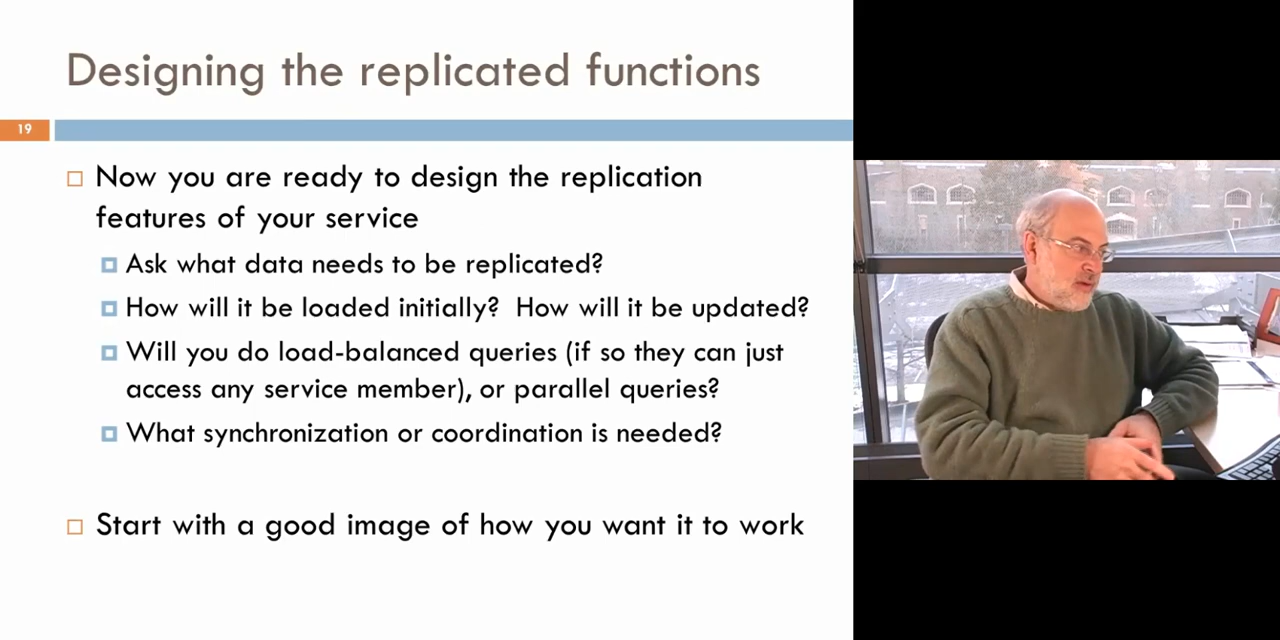 Designing the replicated functions
19
Now you are ready to design the replication
features of your service
Ask what data needs to be replicated?
How will it be loaded initially?  How will it be updated?
Will you do load-balanced queries (if so they can just
access any service member), or parallel queries?
What synchronization or coordination is needed?
Start with a good image of how you want it to work